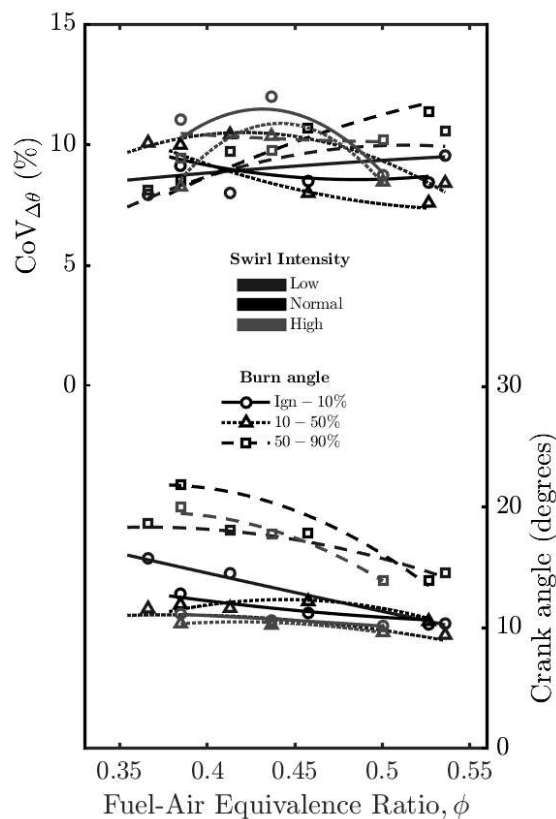 15
10
5
0
CoV_Δθ (%)
Swirl Intensity
Low
Normal
High
Burn angle
Ign − 10%
10 − 50%
50 − 90%
30
20
10
0
Crank angle (degrees)
0.35 0.4 0.45 0.5 0.55
Fuel-Air Equivalence Ratio, ϕ